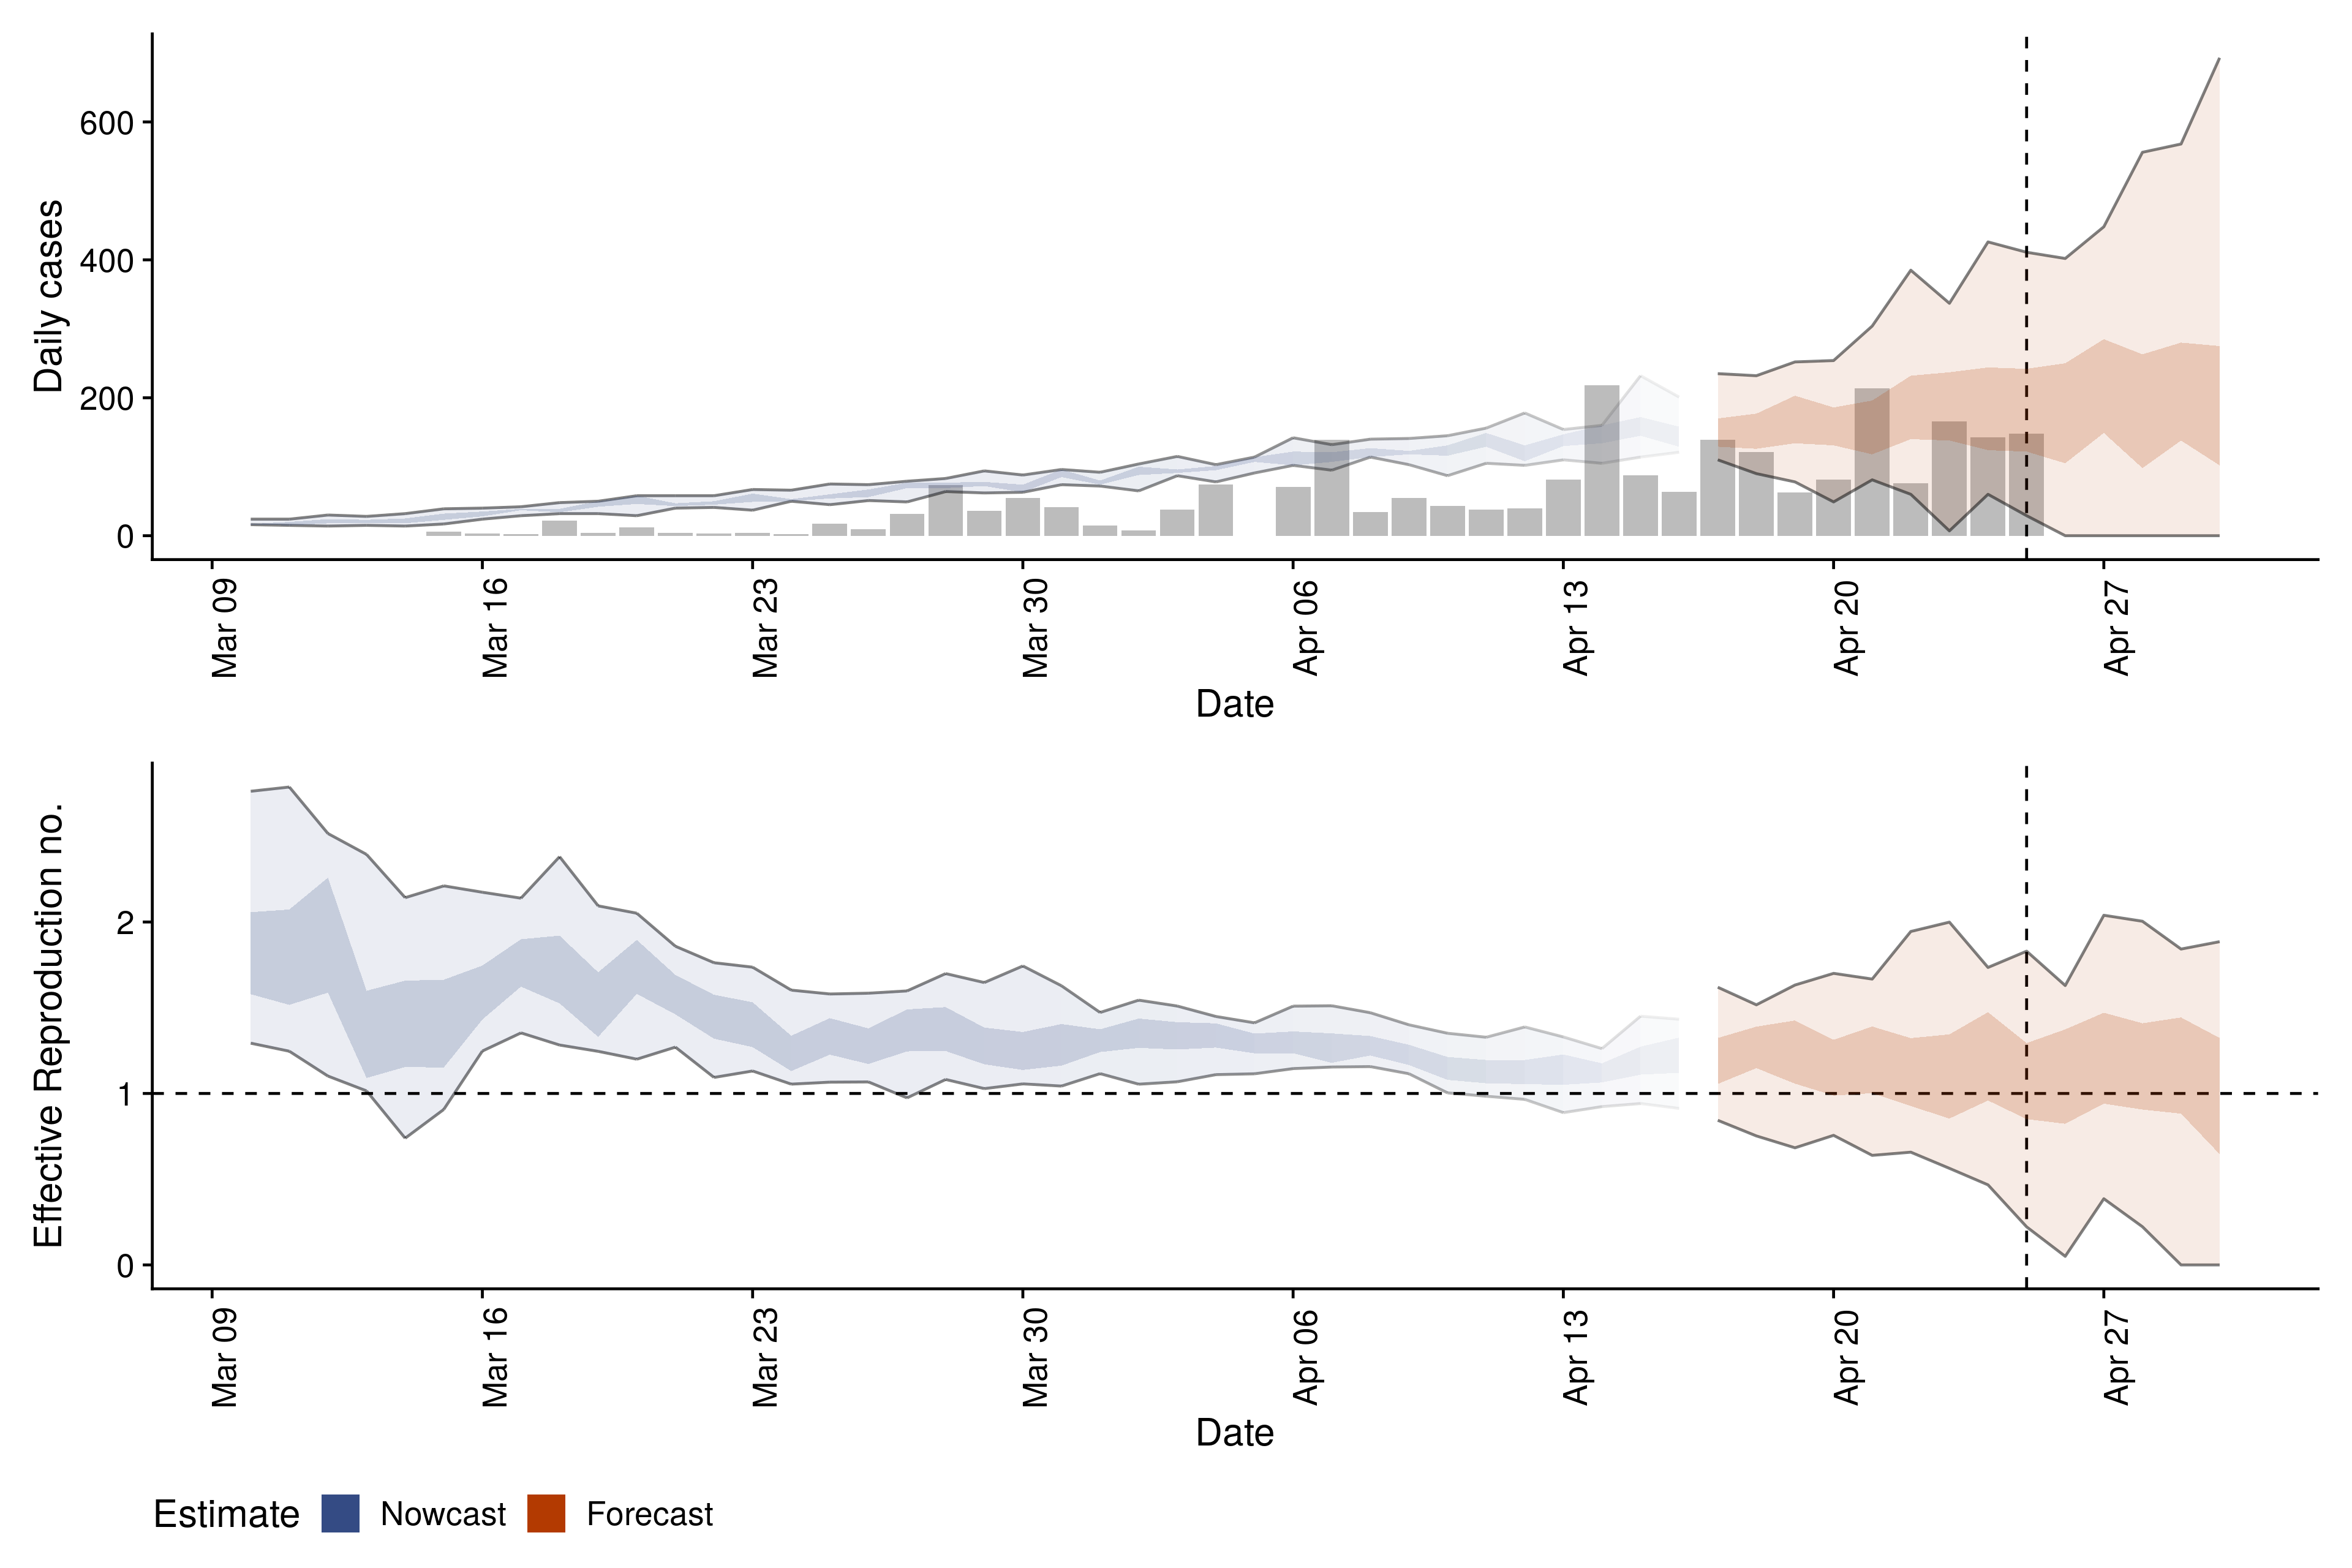 Daily cases
600
400
200
0
Mar 09
Mar 16
Mar 23
Mar 30
Apr 06
Apr 13
Apr 20
Apr 27
Date
Effective Reproduction no.
2
1
0
Mar 09
Mar 16
Mar 23
Mar 30
Apr 06
Apr 13
Apr 20
Apr 27
Date
Estimate Nowcast Forecast